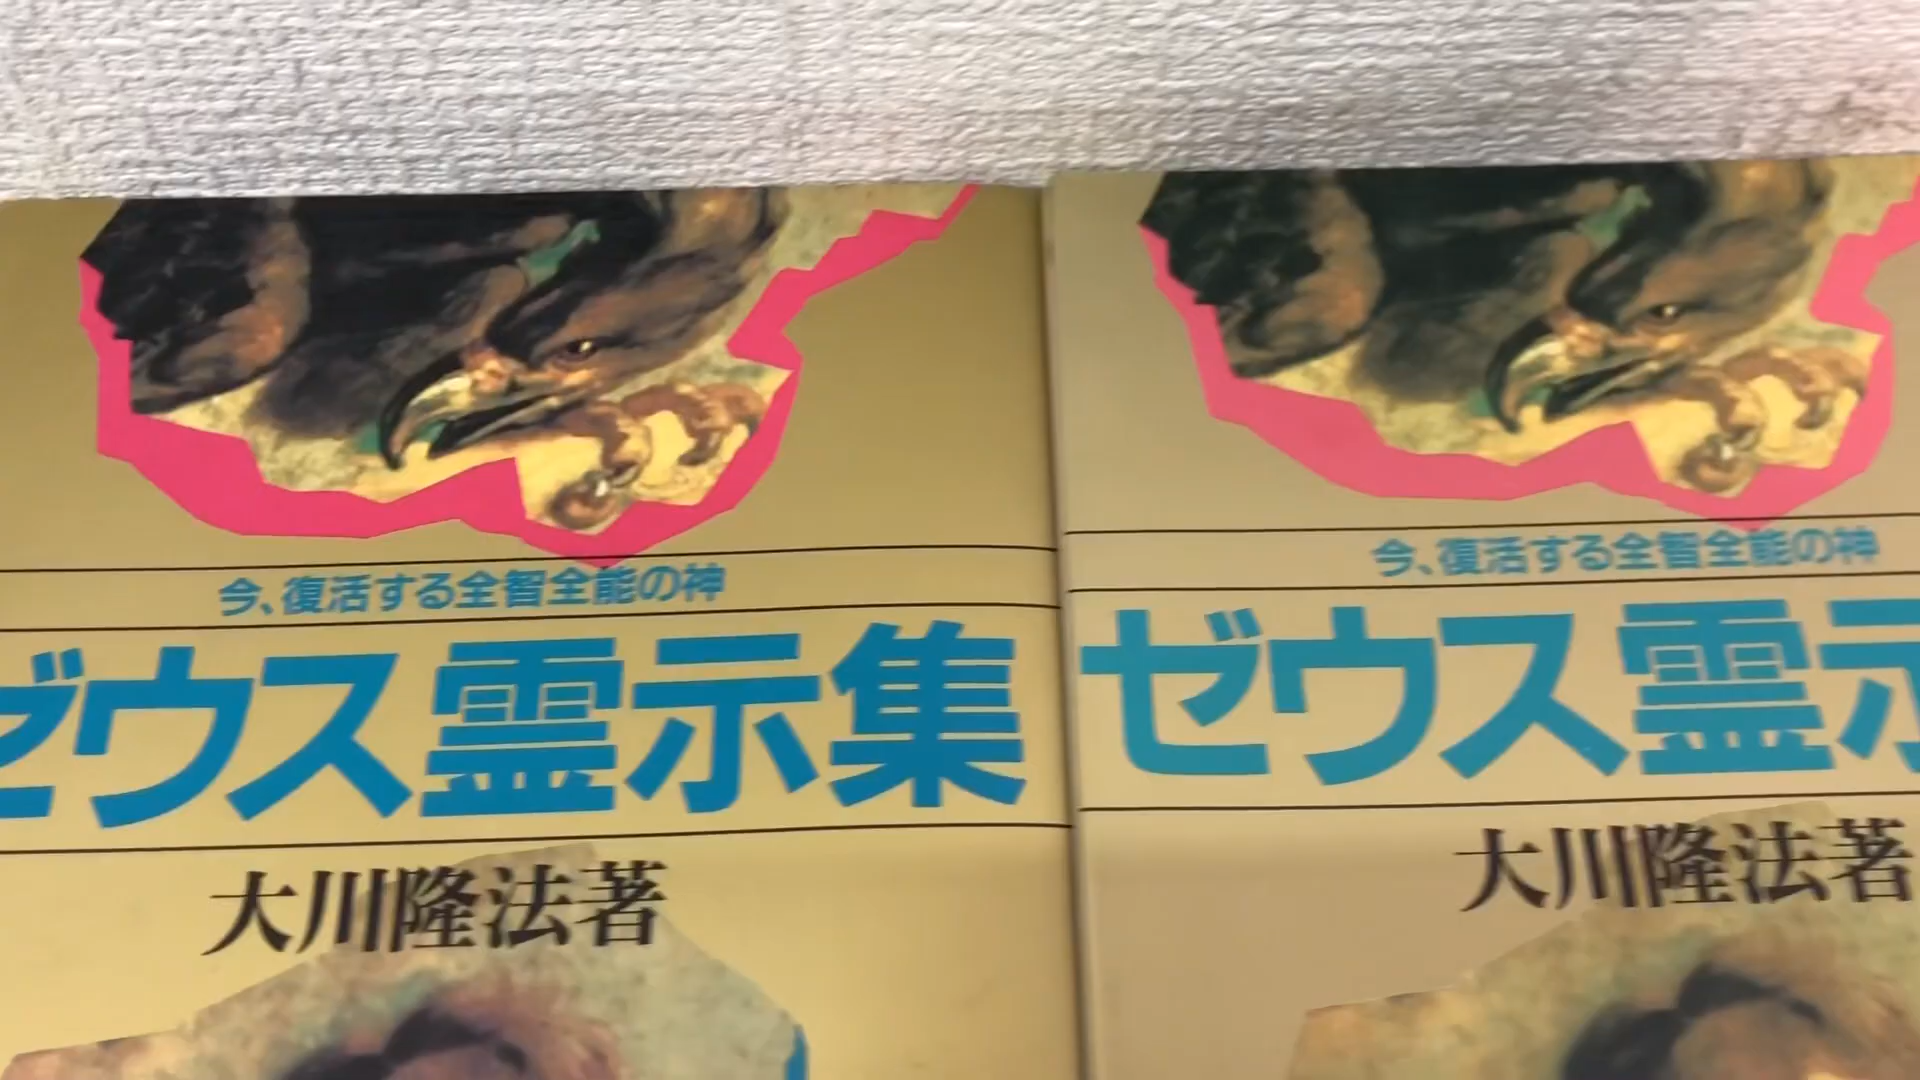 今、復活する全智全能の神
ゼウス霊示集
大川隆法著
今、復活する全智全能の神
ゼウス霊示
大川隆法著